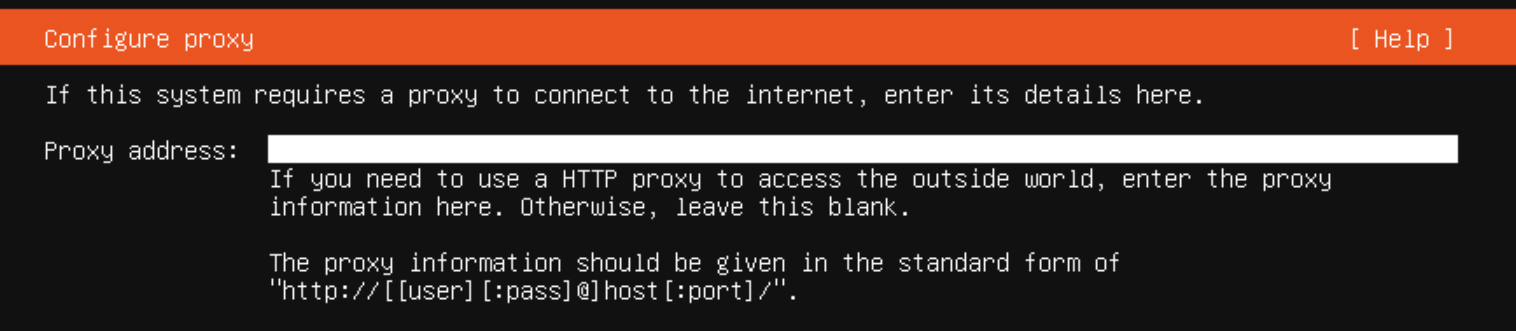 Configure proxy [ Help ]
If this system requires a proxy to connect to the internet, enter its details here.
Proxy address:
If you need to use a HTTP proxy to access the outside world, enter the proxy
information here. Otherwise, leave this blank.
The proxy information should be given in the standard form of
"http://[[user][:pass]@]host[:port]/".